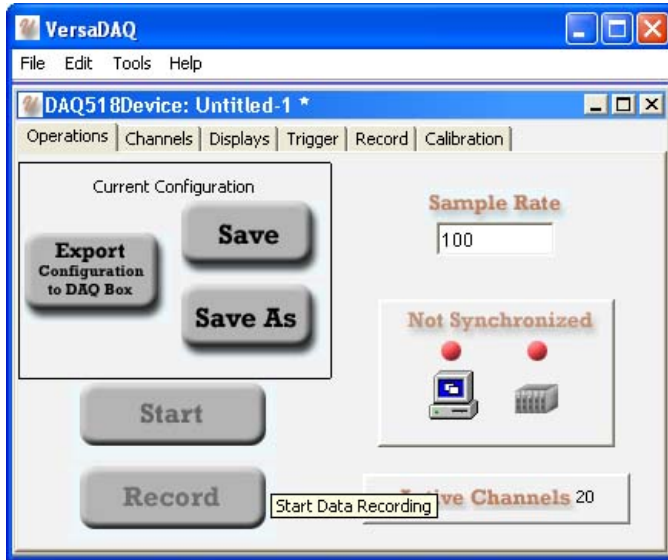 VersaDAQ
File Edit Tools Help
DAQ518Device: Untitled-1 *
Operations Channels Displays Trigger Record Calibration
Current Configuration
Export
Configuration
to DAQ Box
Save
Save As
Sample Rate
100
Not Synchronized
Start
Record
Start Data Recording
Channels 20